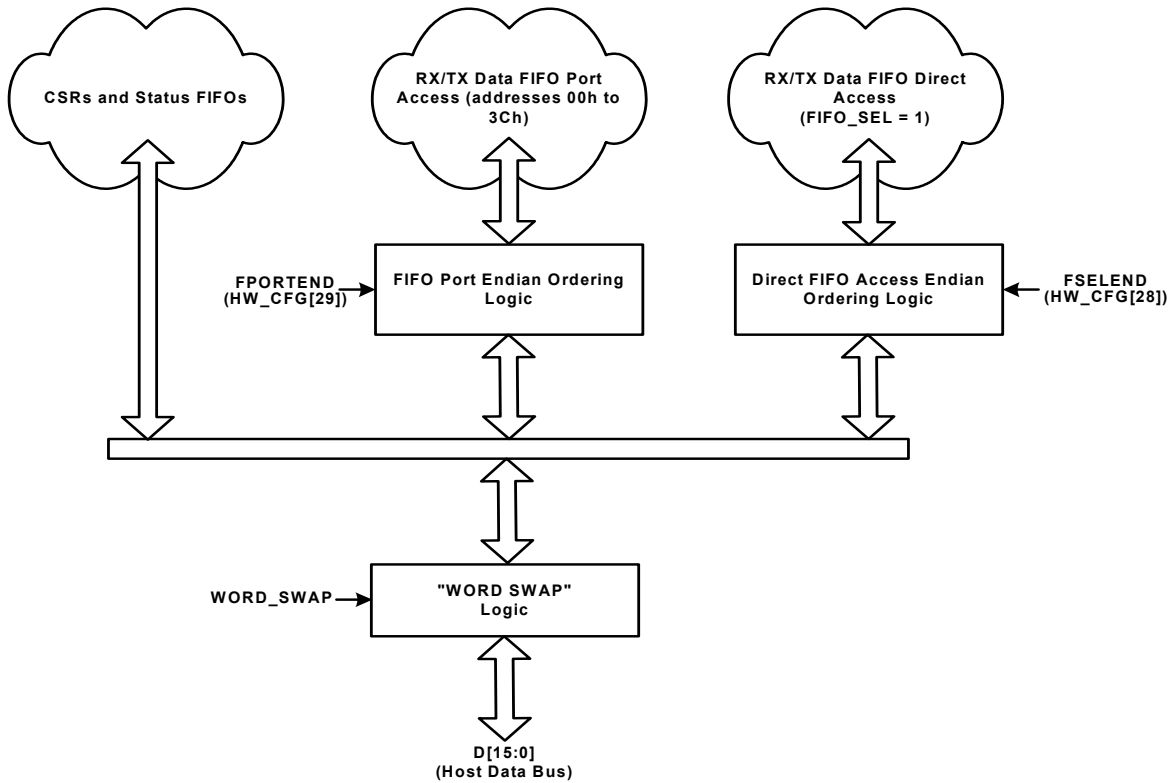 CSRs and Status FIFOs
RX/TX Data FIFO Port
Access (addresses 00h to
3Ch)
RX/TX Data FIFO Direct
Access
(FIFO_SEL = 1)
FPORTEND
(HW_CFG[29])
FIFO Port Endian Ordering
Logic
Direct FIFO Access Endian
Ordering Logic
FSELEND
(HW_CFG[28])
WORD_SWAP
"WORD SWAP"
Logic
D[15:0]
(Host Data Bus)